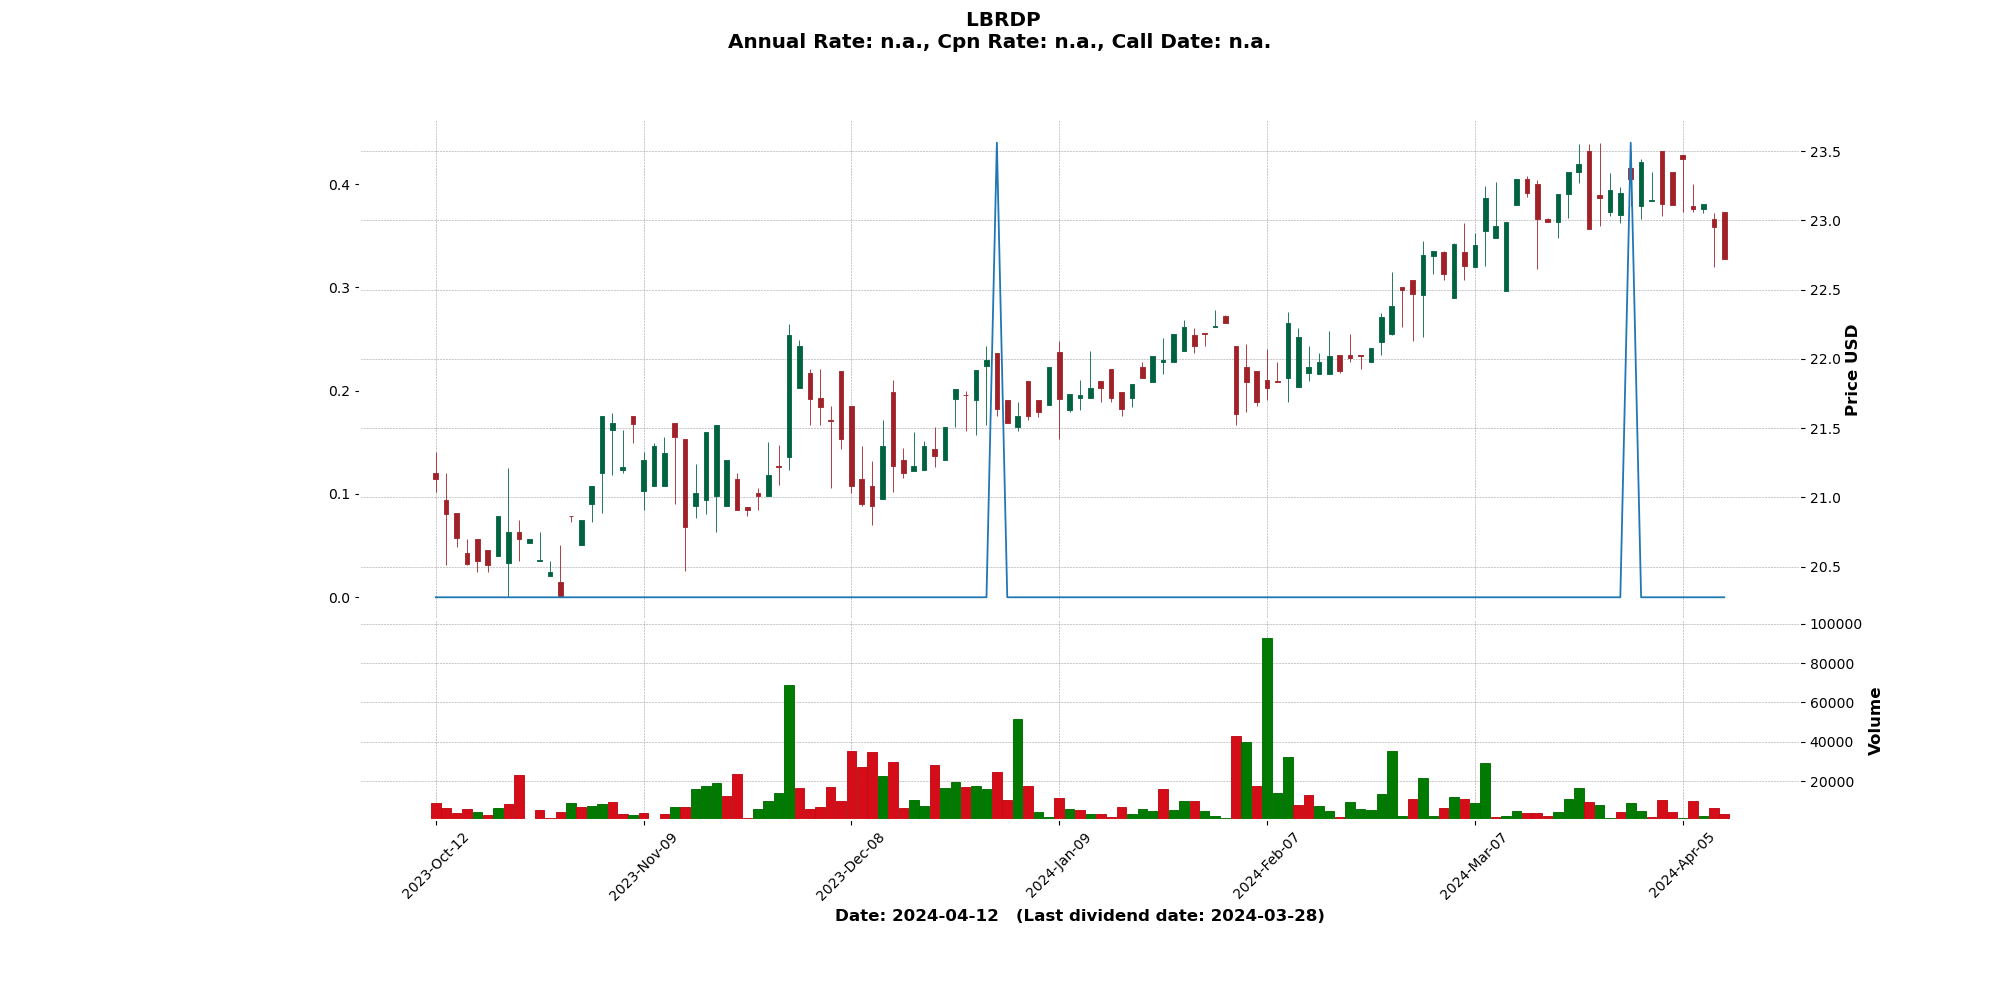 LBRDP
Annual Rate: n.a., Cpn Rate: n.a., Call Date: n.a.
0.4
0.3
0.2
0.1
0.0
23.5
23.0
22.5
22.0
21.5
21.0
20.5
Price USD
100000
80000
60000
40000
20000
Volume
2023-Oct-12
2023-Nov-09
2023-Dec-08
2024-Jan-09
2024-Feb-07
2024-Mar-07
2024-Apr-05
Date: 2024-04-12 (Last dividend date: 2024-03-28)